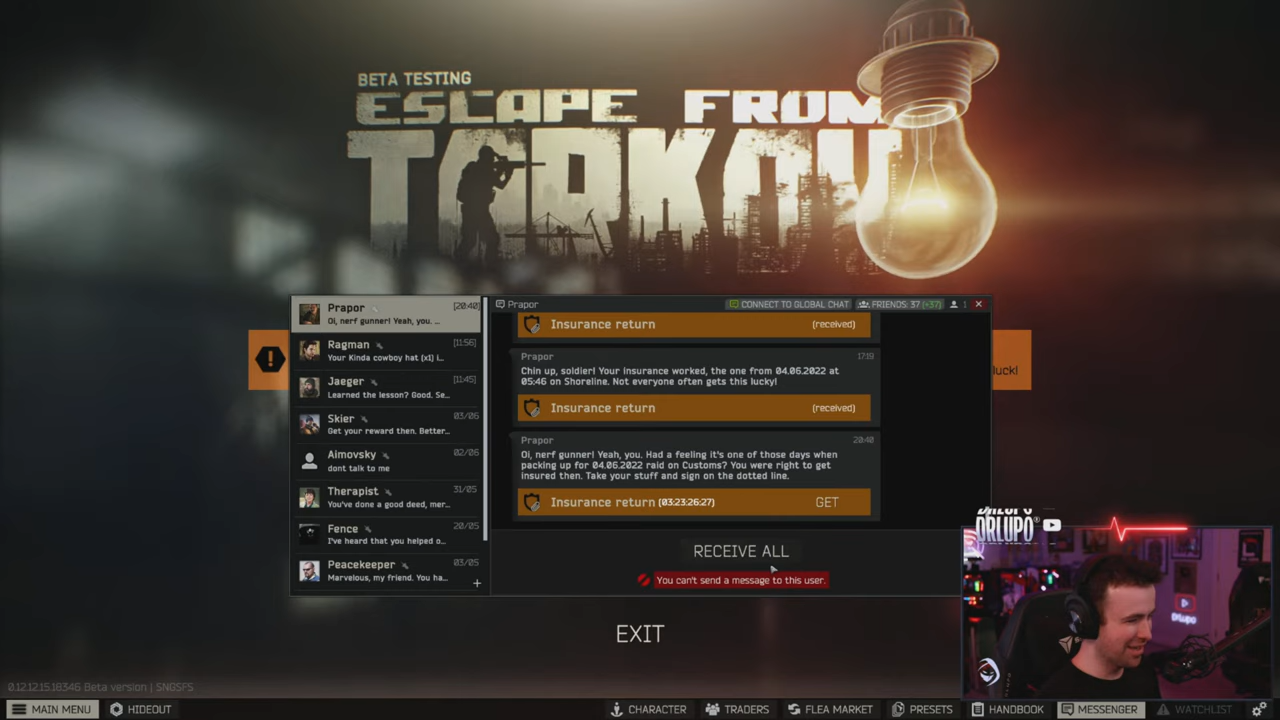 BETA TESTING
ESCAPE FROM
TARKOV
Prapor
[20:40]
Oi, nerf gunner! Yeah, you. ...
Ragman
[11:56]
Your Kinda cowboy hat (x1) i...
Jaeger
[11:45]
Learned the lesson? Good. Se...
Skier
03/06
Get your reward then. Better...
Aimovsky
02/06
dont talk to me
Therapist
31/05
You've done a good deed, mer...
Fence
20/05
I've heard that you helped o...
Peacekeeper
03/05
Marvelous, my friend. You ha...
+
Prapor
CONNECT TO GLOBAL CHAT
FRIENDS: 37 (+37)
1
Insurance return
(received)
Prapor
17:19
Chin up, soldier! Your insurance worked, the one from 04.06.2022 at
05:46 on Shoreline. Not everyone often gets this lucky!
Insurance return
(received)
Prapor
20:40
Oi, nerf gunner! Yeah, you. Had a feeling it's one of those days when
packing up for 04.06.2022 raid on Customs? You were right to get
insured then. Take your stuff and sign on the dotted line.
Insurance return (03:23:26:27)
GET
RECEIVE ALL
You can't send a message to this user.
luck!
EXIT
DRLUPO
DrLupo
0.12.12.15.18346 Beta version | SNGSFS
MAIN MENU
HIDEOUT
CHARACTER
TRADERS
FLEA MARKET
PRESETS
HANDBOOK
MESSENGER
WATCHLIST